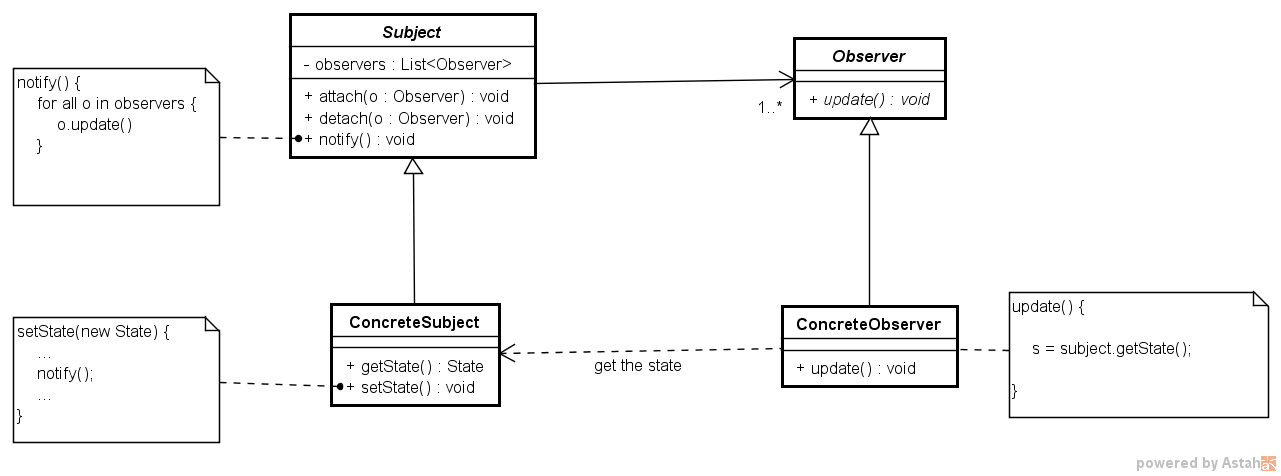 notify() {
for all o in observers {
o.update()
}
Subject
- observers : List<Observer>
+ attach(o : Observer) : void
+ detach(o : Observer) : void
+ notify() : void
1..*
Observer
+ update() : void
setState(new State) {
...
notify();
...
}
ConcreteSubject
+ getState() : State
+ setState() : void
get the state
ConcreteObserver
+ update() : void
update() {
s = subject.getState();
}
powered by Astah